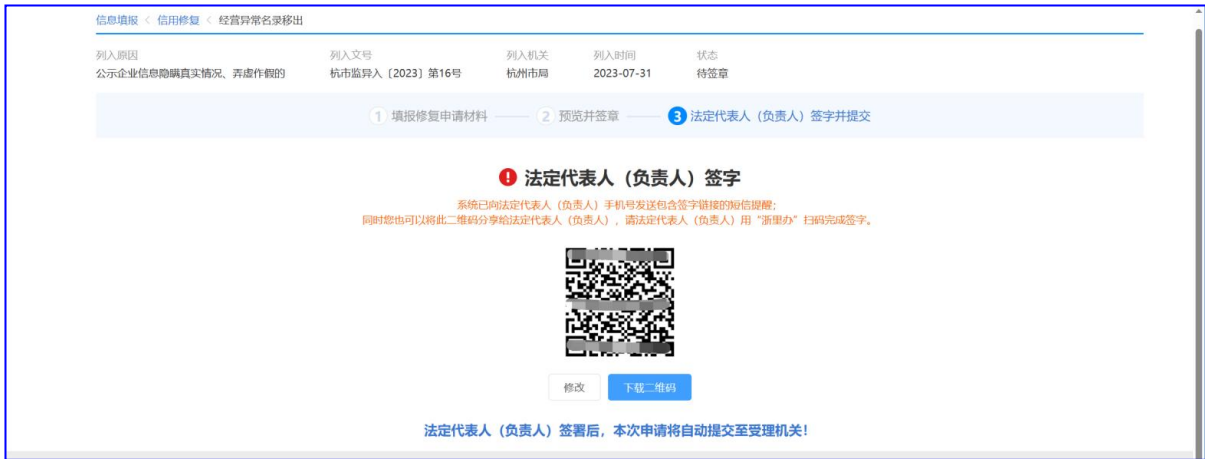 信息填报 < 信用修复 < 经营异常名录移出
列入原因 列入文号 列入机关 列入时间 状态
公示企业信息隐瞒真实情况、弄虚作假的 杭市监异入〔2023〕第16号 杭州市局 2023-07-31 待签章
1 填报修复申请材料 2 预览并签章 3 法定代表人（负责人）签字并提交
法定代表人（负责人）签字
系统已向法定代表人（负责人）手机号发送包含签字链接的短信提醒;
同时您也可以将此二维码分享给法定代表人（负责人），请法定代表人（负责人）用“浙里办”扫码完成签字。
修改 下载二维码
法定代表人（负责人）签署后，本次申请将自动提交至受理机关！